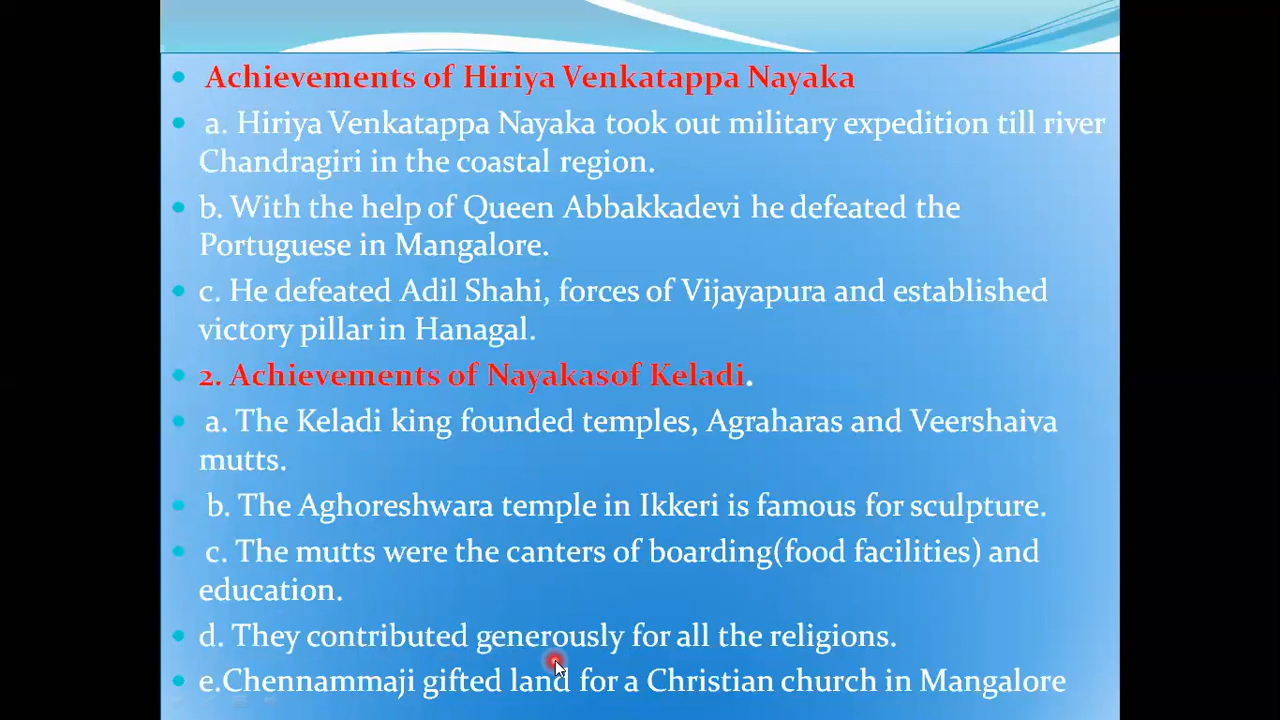 Achievements of Hiriya Venkatappa Nayaka
a. Hiriya Venkatappa Nayaka took out military expedition till river
Chandragiri in the coastal region.
b. With the help of Queen Abbakkadevi he defeated the
Portuguese in Mangalore.
c. He defeated Adil Shahi, forces of Vijayapura and established
victory pillar in Hanagal.
2. Achievements of Nayakasof Keladi.
a. The Keladi king founded temples, Agraharas and Veershaiva
mutts.
b. The Aghoreshwara temple in Ikkeri is famous for sculpture.
c. The mutts were the canters of boarding(food facilities) and
education.
d. They contributed generously for all the religions.
e.Chennammaji gifted land for a Christian church in Mangalore